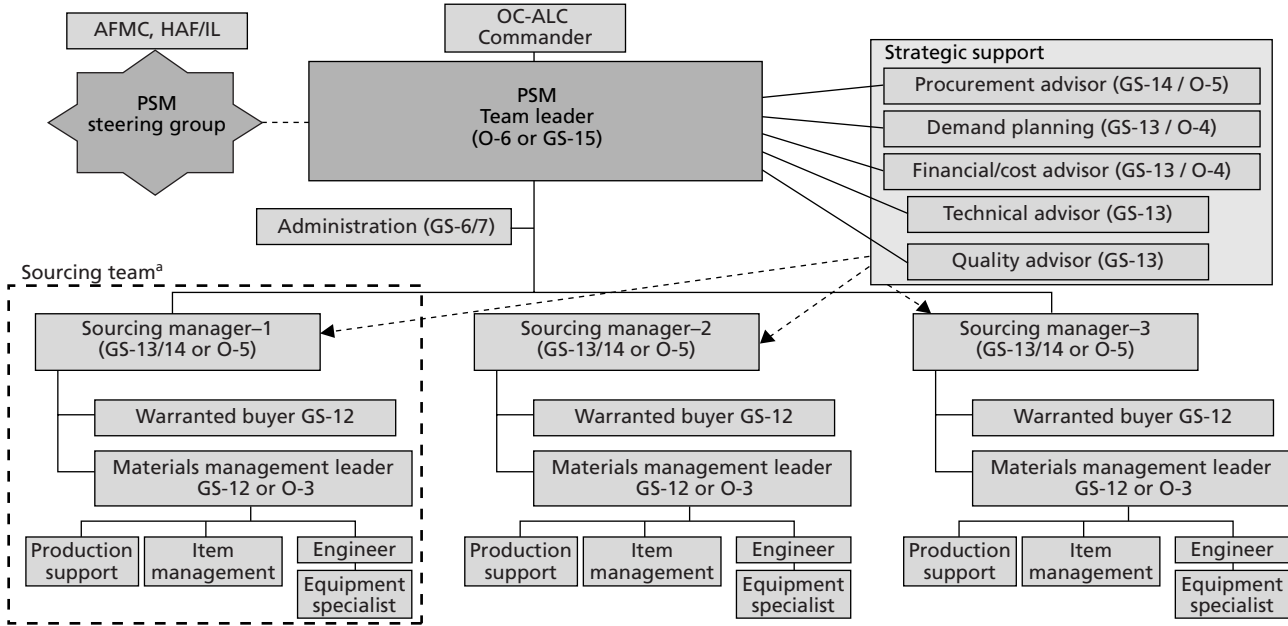 AFMC, HAF/IL
PSM
steering group
OC-ALC
Commander
PSM
Team leader
(O-6 or GS-15)
Strategic support
Procurement advisor (GS-14 / O-5)
Demand planning (GS-13 / O-4)
Financial/cost advisor (GS-13 / O-4)
Technical advisor (GS-13)
Quality advisor (GS-13)
Administration (GS-6/7)
Sourcing teamᵃ
Sourcing manager–1
(GS-13/14 or O-5)
Warranted buyer GS-12
Materials management leader
GS-12 or O-3
Production
support
Item
management
Engineer
Equipment
specialist
Sourcing manager–2
(GS-13/14 or O-5)
Warranted buyer GS-12
Materials management leader
GS-12 or O-3
Production
support
Item
management
Engineer
Equipment
specialist
Sourcing manager–3
(GS-13/14 or O-5)
Warranted buyer GS-12
Materials management leader
GS-12 or O-3
Production
support
Item
management
Engineer
Equipment
specialist